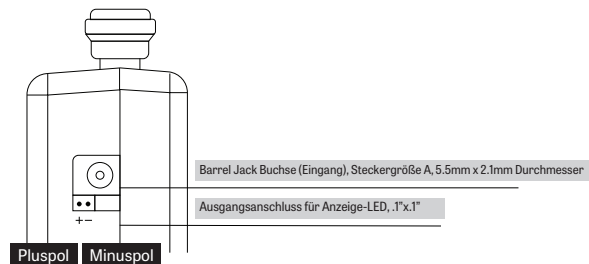 Barrel Jack Buchse (Eingang), Steckergröße A, 5.5mm x 2.1mm Durchmesser
Ausgangsanschluss für Anzeige-LED, .1"x.1"
+−
Pluspol Minuspol